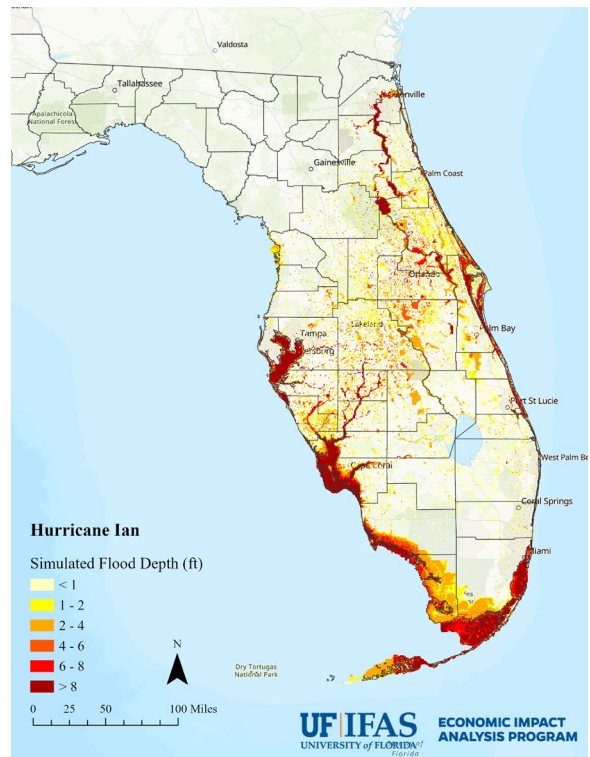 Valdosta
Tallahassee
Apalachicola
National Forest
Gainesville
Palm Coast
Orlando
Lakeland
Tampa
Palm Bay
Port St Lucie
Cape Coral
West Palm Be
Coral Springs
Miami
Hurricane Ian
Simulated Flood Depth (ft)
< 1
1 - 2
2 - 4
4 - 6
6 - 8
> 8
N
0 50 100 Miles
Dry Tortugas
National Park
UF|IFAS
UNIVERSITY of FLORIDA
ECONOMIC IMPACT
ANALYSIS PROGRAM
Florida